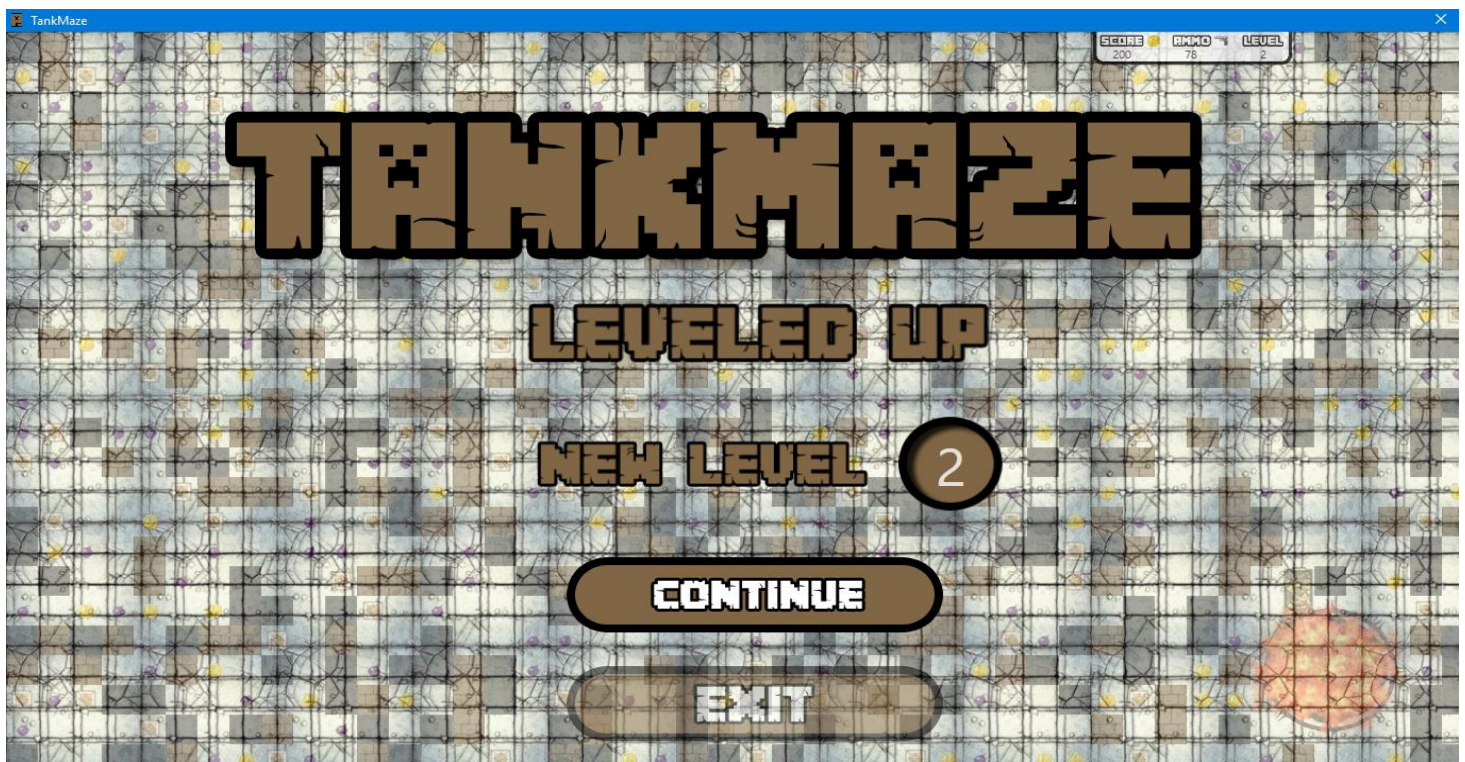 TankMaze
SCORE AMMO LEVEL
200 78 2
TANKMAZE
LEVELED UP
NEW LEVEL 2
CONTINUE
EXIT